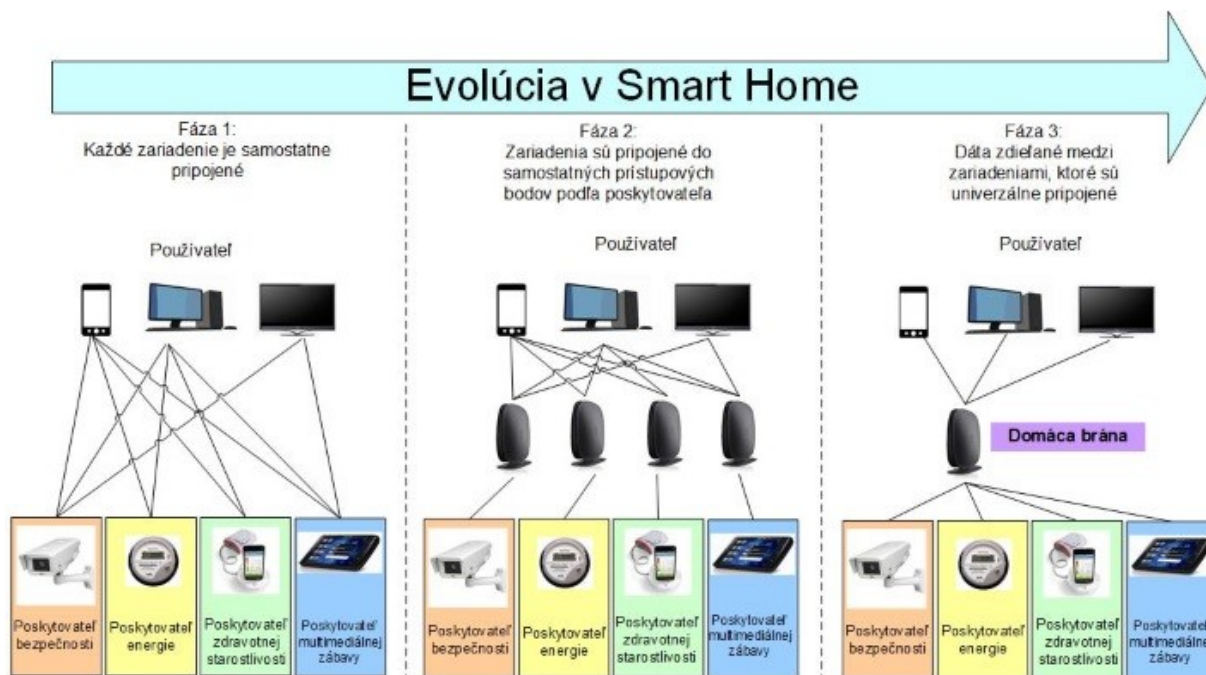 Evolúcia v Smart Home
Fáza 1:
Každé zariadenie je samostatne
pripojené
Používateľ
Poskytovateľ
bezpečnosti
Poskytovateľ
energie
Poskytovateľ
zdravotnej
starostlivosti
Poskytovateľ
multimediálnej
zábavy
Fáza 2:
Zariadenia sú pripojené do
samostatných prístupových
bodov podľa poskytovateľa
Používateľ
Poskytovateľ
bezpečnosti
Poskytovateľ
energie
Poskytovateľ
zdravotnej
starostlivosti
Poskytovateľ
multimediálnej
zábavy
Fáza 3:
Dáta zdieľané medzi
zariadeniami, ktoré sú
univerzálne pripojené
Používateľ
Domáca brána
Poskytovateľ
bezpečnosti
Poskytovateľ
energie
Poskytovateľ
zdravotnej
starostlivosti
Poskytovateľ
multimediálnej
zábavy